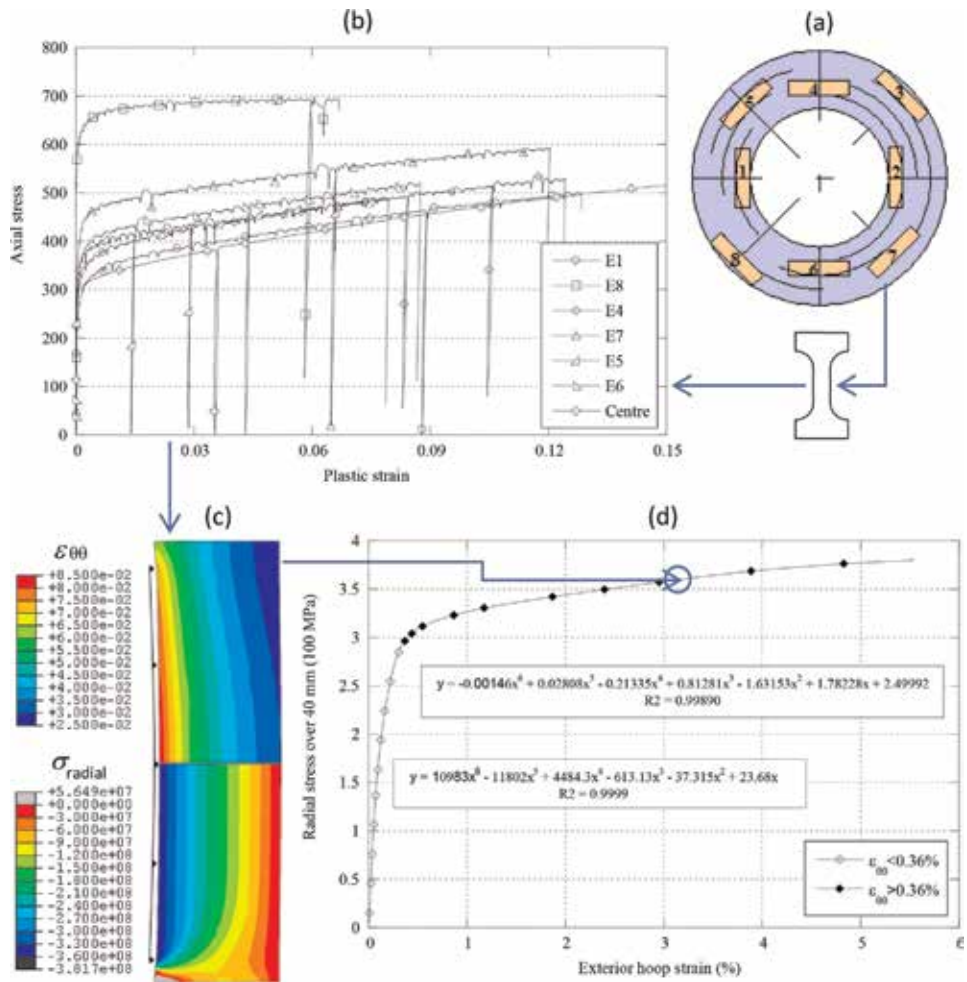 (b)
(a)
800
700
600
500
400
300
200
100
0
Axial stress
0
0.03
0.06
0.09
0.12
0.15
Plastic strain
E1
E8
E4
E7
E5
E6
Centre
4
3
5
1
2
8
6
7
(c)
(d)
εθθ
+8.500e-02
+8.000e-02
+7.500e-02
+7.000e-02
+6.500e-02
+6.000e-02
+5.500e-02
+5.000e-02
+4.500e-02
+4.000e-02
+3.500e-02
+3.000e-02
+2.500e-02
σradial
+5.649e+07
+0.000e+00
-3.000e+07
-6.000e+07
-9.000e+07
-1.200e+08
-1.500e+08
-1.800e+08
-2.100e+08
-2.400e+08
-2.700e+08
-3.000e+08
-3.300e+08
-3.600e+08
-3.817e+08
4
3.5
3
2.5
2
1.5
1
0.5
0
Radial stress over 40 mm (100 MPa)
y = -0.00146x⁶ + 0.02808x⁵ - 0.21335x⁴ + 0.81281x³ - 1.63153x² + 1.78228x + 2.49992
R2 = 0.99890
y = 10983x⁶ - 11802x⁵ + 4484.3x⁴ - 613.13x³ - 37.315x² + 23.68x
R2 = 0.9999
εθθ<0.36%
εθθ>0.36%
0
1
2
3
4
5
6
Exterior hoop strain (%)